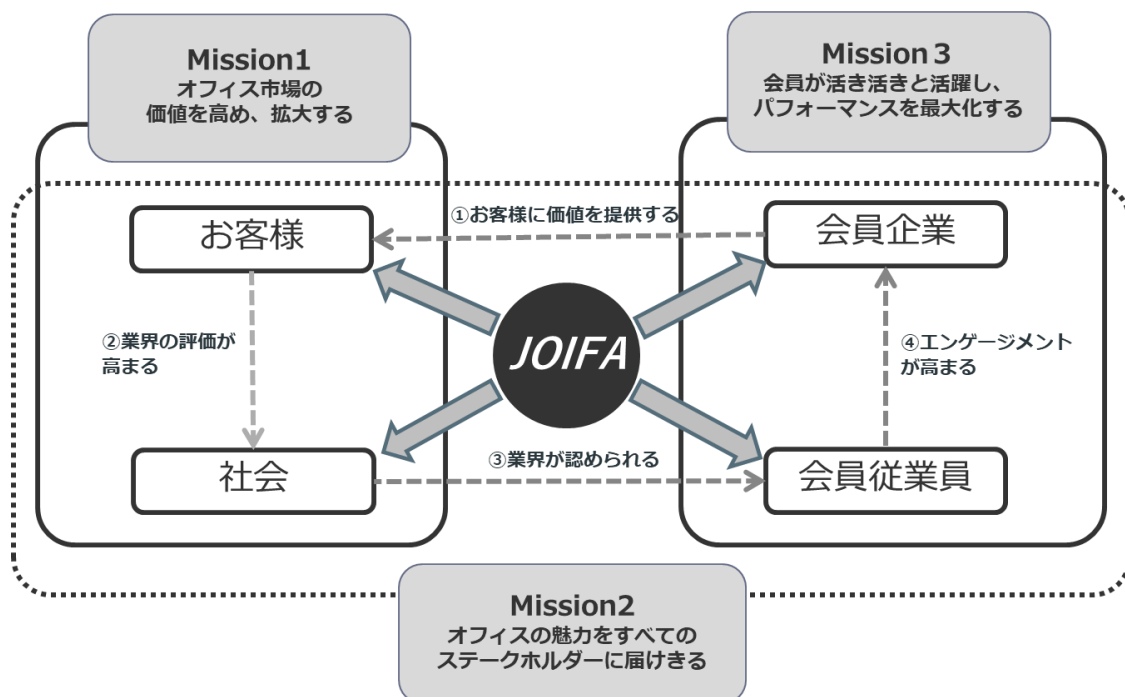 Mission1
オフィス市場の
価値を高め、拡大する
Mission３
会員が活き活きと活躍し、
パフォーマンスを最大化する
お客様
①お客様に価値を提供する
会員企業
②業界の評価が
高まる
JOIFA
④エンゲージメント
が高まる
社会
③業界が認められる
会員従業員
Mission2
オフィスの魅力をすべての
ステークホルダーに届けきる